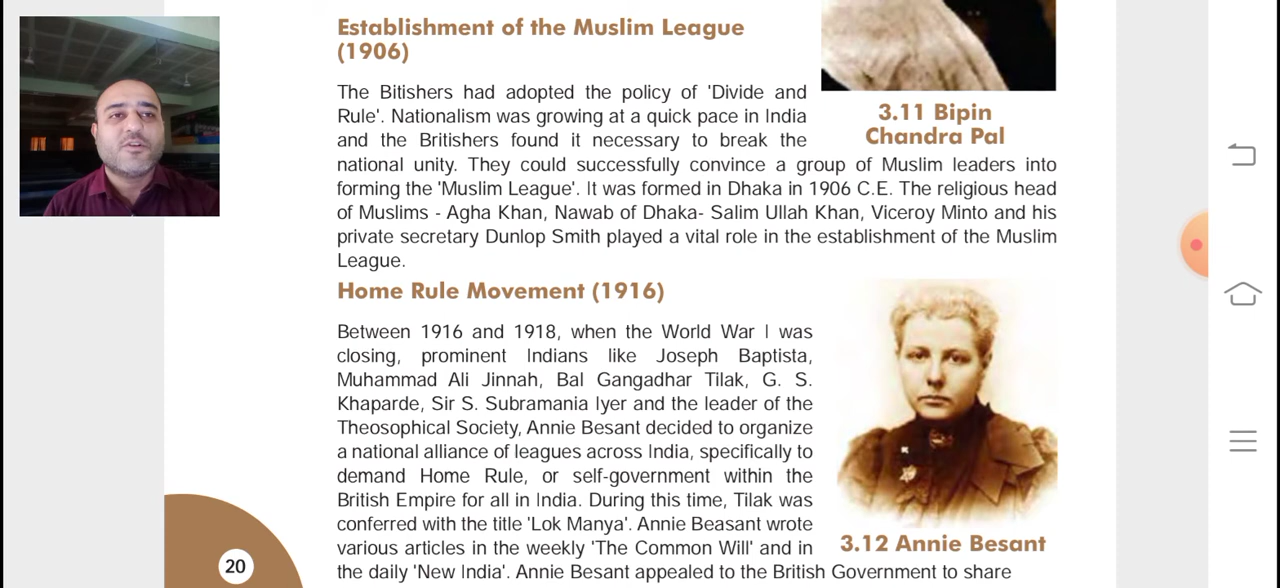 Establishment of the Muslim League
(1906)
The Bitishers had adopted the policy of 'Divide and
Rule'. Nationalism was growing at a quick pace in India
and the Britishers found it necessary to break the
national unity. They could successfully convince a group of Muslim leaders into
forming the 'Muslim League'. It was formed in Dhaka in 1906 C.E. The religious head
of Muslims - Agha Khan, Nawab of Dhaka- Salim Ullah Khan, Viceroy Minto and his
private secretary Dunlop Smith played a vital role in the establishment of the Muslim
League.
3.11 Bipin
Chandra Pal
Home Rule Movement (1916)
Between 1916 and 1918, when the World War I was
closing, prominent Indians like Joseph Baptista,
Muhammad Ali Jinnah, Bal Gangadhar Tilak, G. S.
Khaparde, Sir S. Subramania Iyer and the leader of the
Theosophical Society, Annie Besant decided to organize
a national alliance of leagues across India, specifically to
demand Home Rule, or self-government within the
British Empire for all in India. During this time, Tilak was
conferred with the title 'Lok Manya'. Annie Beasant wrote
various articles in the weekly 'The Common Will' and in
the daily 'New India'. Annie Besant appealed to the British Government to share
3.12 Annie Besant
20